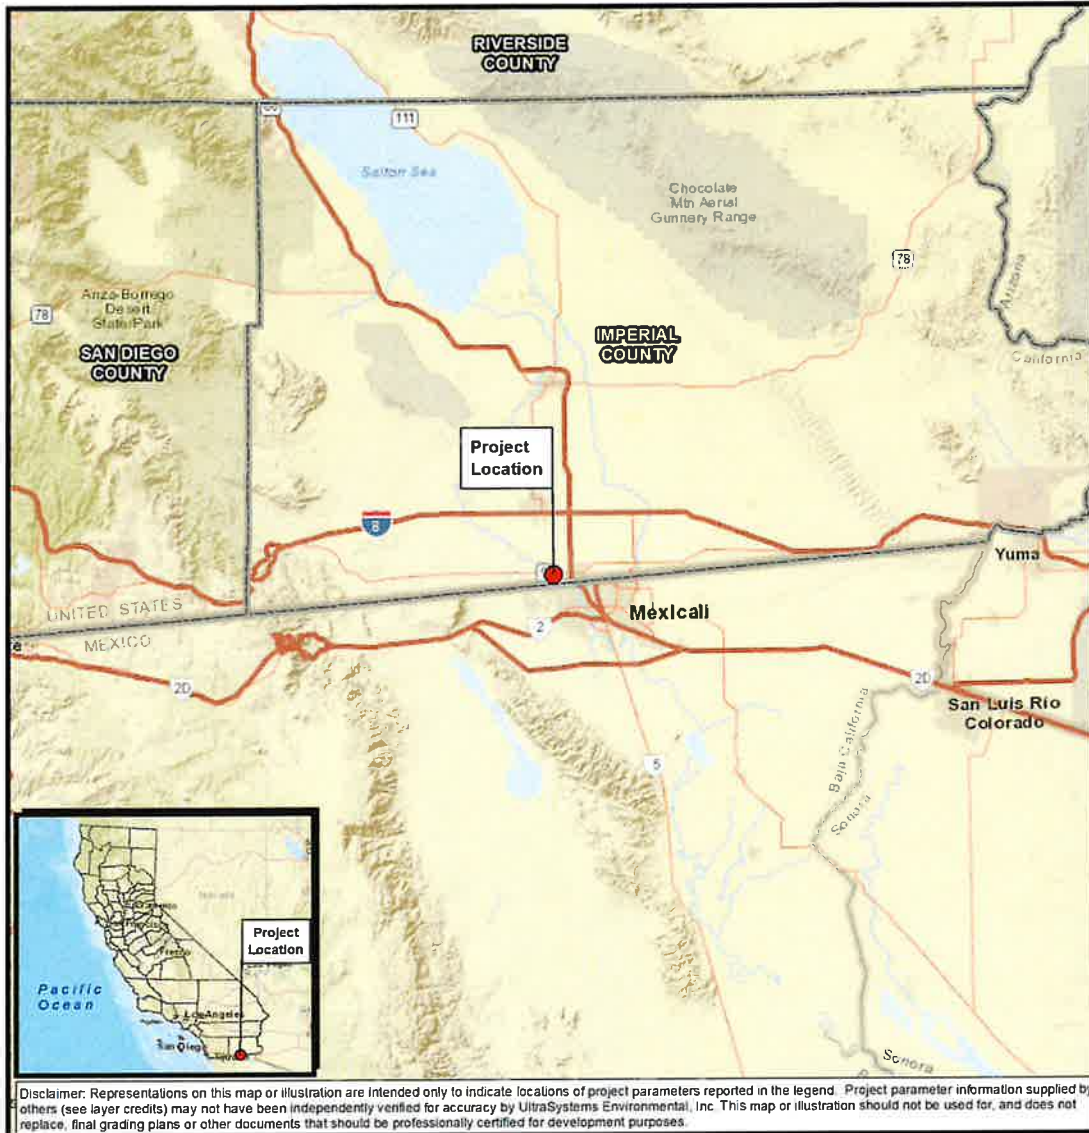 RIVERSIDE
COUNTY
86
111
Salton Sea
Chocolate
Mtn Aerial
Gunnery Range
78
Arizona
California
Anza-Borrego
Desert
State Park
78
SAN DIEGO
COUNTY
IMPERIAL
COUNTY
Project
Location
8
Yuma
UNITED STATES
MEXICO
Mexicali
2
2D
2D
San Luis Río
Colorado
5
Baja California
Sonora
Sonora
Project
Location
Sacramento
Fresno
Pacific
Ocean
Los Angeles
San Diego
Disclaimer: Representations on this map or illustration are intended only to indicate locations of project parameters reported in the legend. Project parameter information supplied by
others (see layer credits) may not have been independently verified for accuracy by UltraSystems Environmental, Inc. This map or illustration should not be used for, and does not
replace, final grading plans or other documents that should be professionally certified for development purposes.